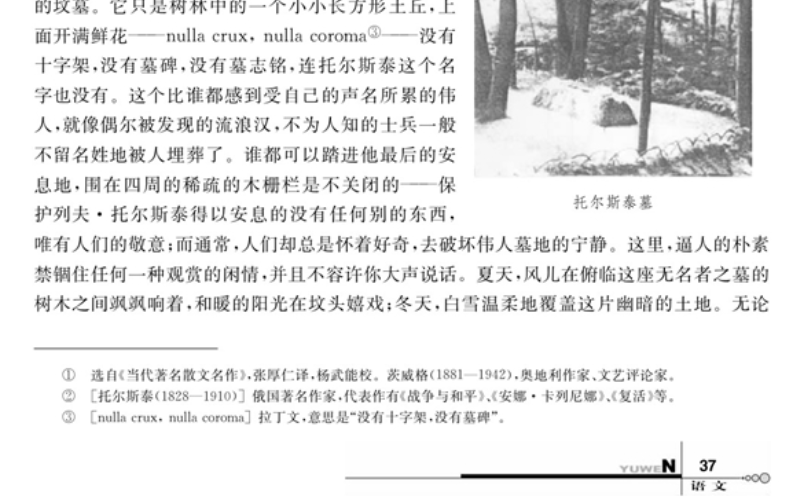 的坟墓。它只是树林中的一个小小长方形土丘,上
面开满鲜花——nulla crux, nulla coroma③——没有
十字架,没有墓碑,没有墓志铭,连托尔斯泰这个名
字也没有。这个比谁都感到受自己的声名所累的伟
人,就像偶尔被发现的流浪汉,不为人知的士兵一般
不留名姓地被人埋葬了。谁都可以踏进他最后的安
息地,围在四周的稀疏的木栅栏是不关闭的——保
护列夫·托尔斯泰得以安息的没有任何别的东西,
托尔斯泰墓
唯有人们的敬意;而通常,人们却总是怀着好奇,去破坏伟人墓地的宁静。这里,逼人的朴素
禁锢住任何一种观赏的闲情,并且不容许你大声说话。夏天,风儿在俯临这座无名者之墓的
树木之间飒飒响着,和暖的阳光在坟头嬉戏;冬天,白雪温柔地覆盖这片幽暗的土地。无论
① 选自《当代著名散文名作》,张厚仁译,杨武能校。茨威格(1881—1942),奥地利作家、文艺评论家。
② [托尔斯泰(1828—1910)] 俄国著名作家,代表作有《战争与和平》、《安娜·卡列尼娜》、《复活》等。
③ [nulla crux, nulla coroma] 拉丁文,意思是“没有十字架,没有墓碑”。
YUWEN 37
语文